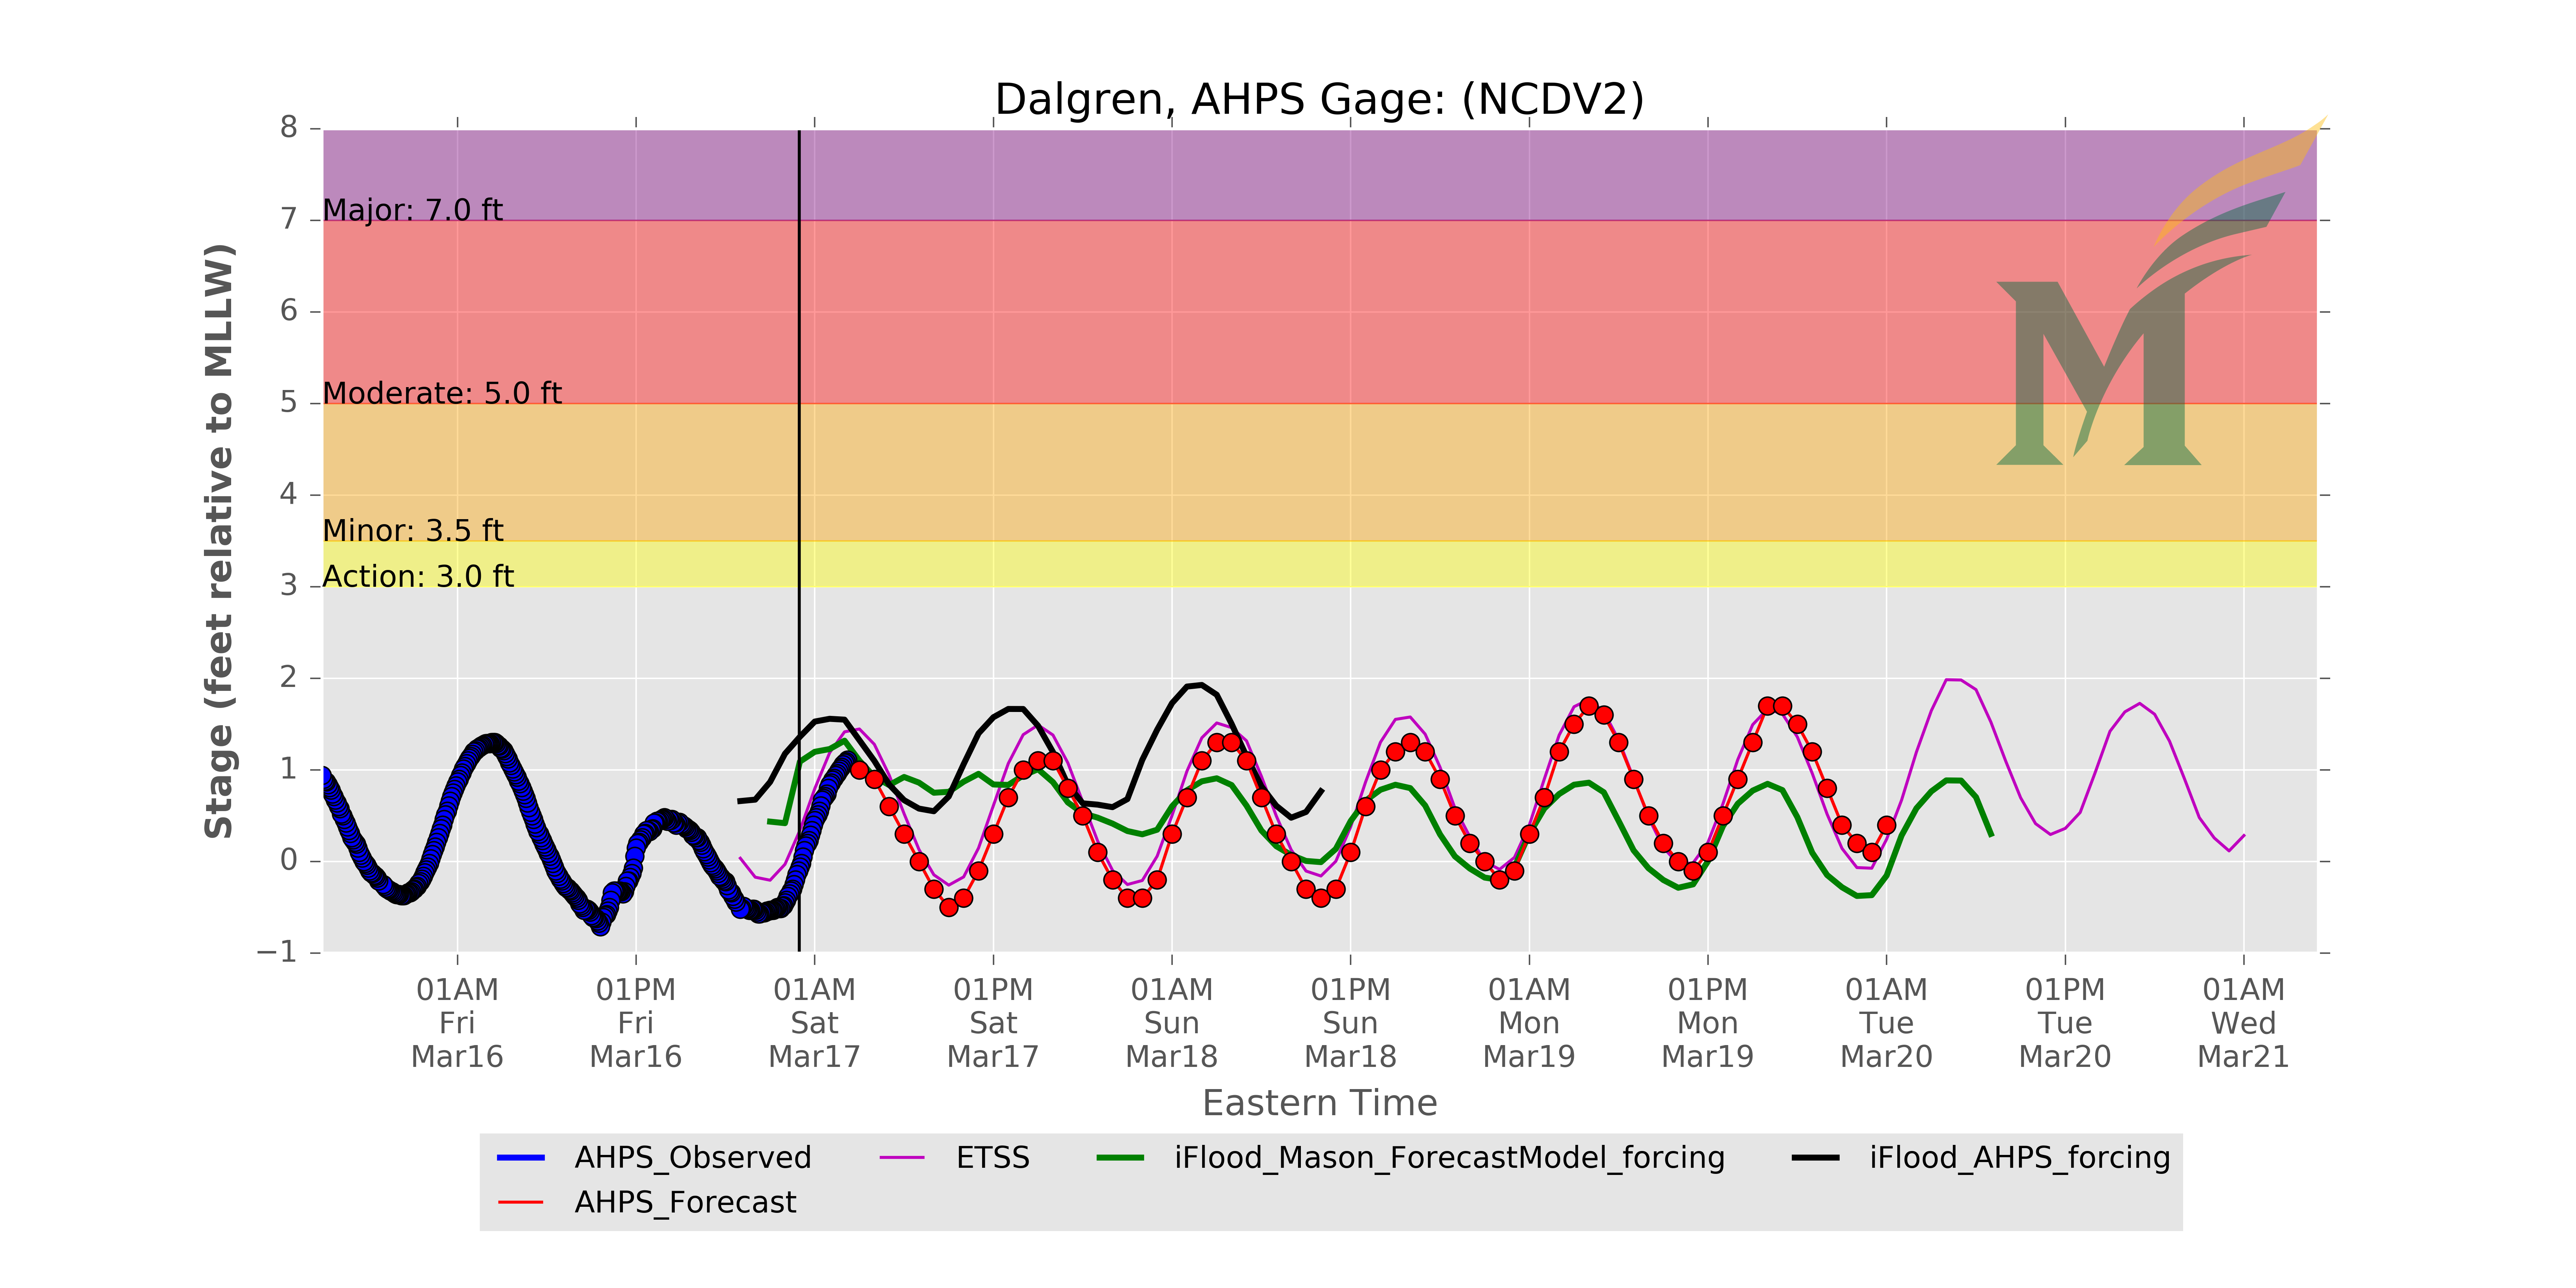 Dalgren, AHPS Gage: (NCDV2)
8
7
6
5
4
3
2
1
0
−1
Stage (feet relative to MLLW)
Major: 7.0 ft
Moderate: 5.0 ft
Minor: 3.5 ft
Action: 3.0 ft
M
01AM 01PM 01AM 01PM 01AM 01PM 01AM 01PM 01AM 01PM 01AM
Fri Fri Sat Sat Sun Sun Mon Mon Tue Tue Wed
Mar16 Mar16 Mar17 Mar17 Mar18 Mar18 Mar19 Mar19 Mar20 Mar20 Mar21
Eastern Time
AHPS_Observed ETSS iFlood_Mason_ForecastModel_forcing iFlood_AHPS_forcing
AHPS_Forecast